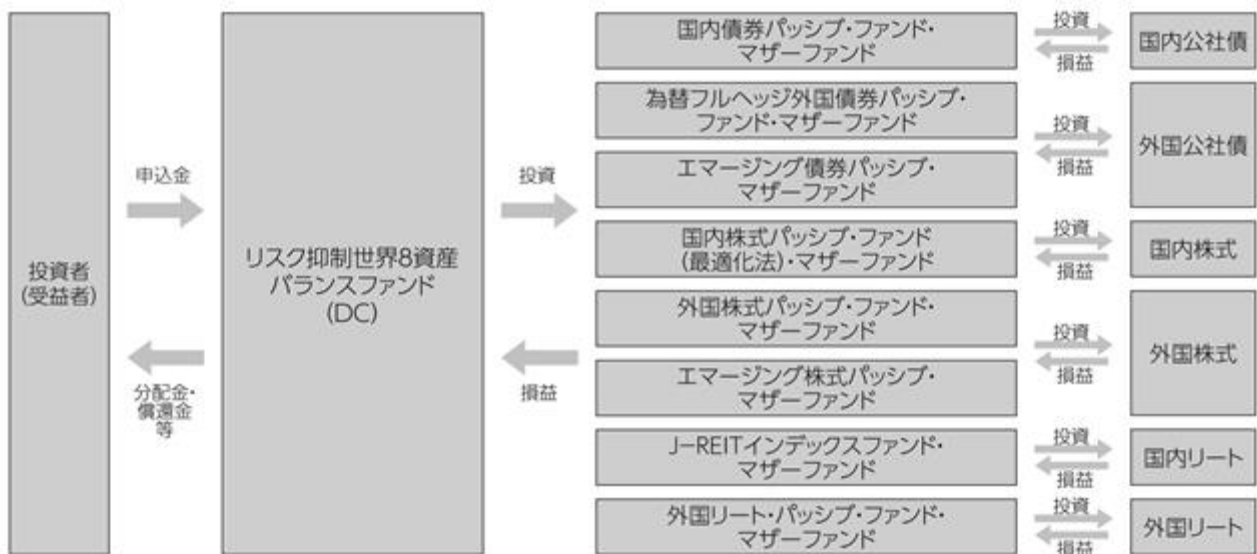 投資者
(受益者)
申込金
分配金・
償還金
等
リスク抑制世界8資産
バランスファンド
(DC)
投資
損益
国内債券パッシブ・ファンド・
マザーファンド
投資
損益
国内公社債
為替フルヘッジ外国債券パッシブ・
ファンド・マザーファンド
エマージング債券パッシブ・
マザーファンド
投資
損益
外国公社債
国内株式パッシブ・ファンド
(最適化法)・マザーファンド
投資
損益
国内株式
外国株式パッシブ・ファンド・
マザーファンド
エマージング株式パッシブ・
マザーファンド
投資
損益
外国株式
J-REITインデックスファンド・
マザーファンド
投資
損益
国内リート
外国リート・パッシブ・ファンド・
マザーファンド
投資
損益
外国リート